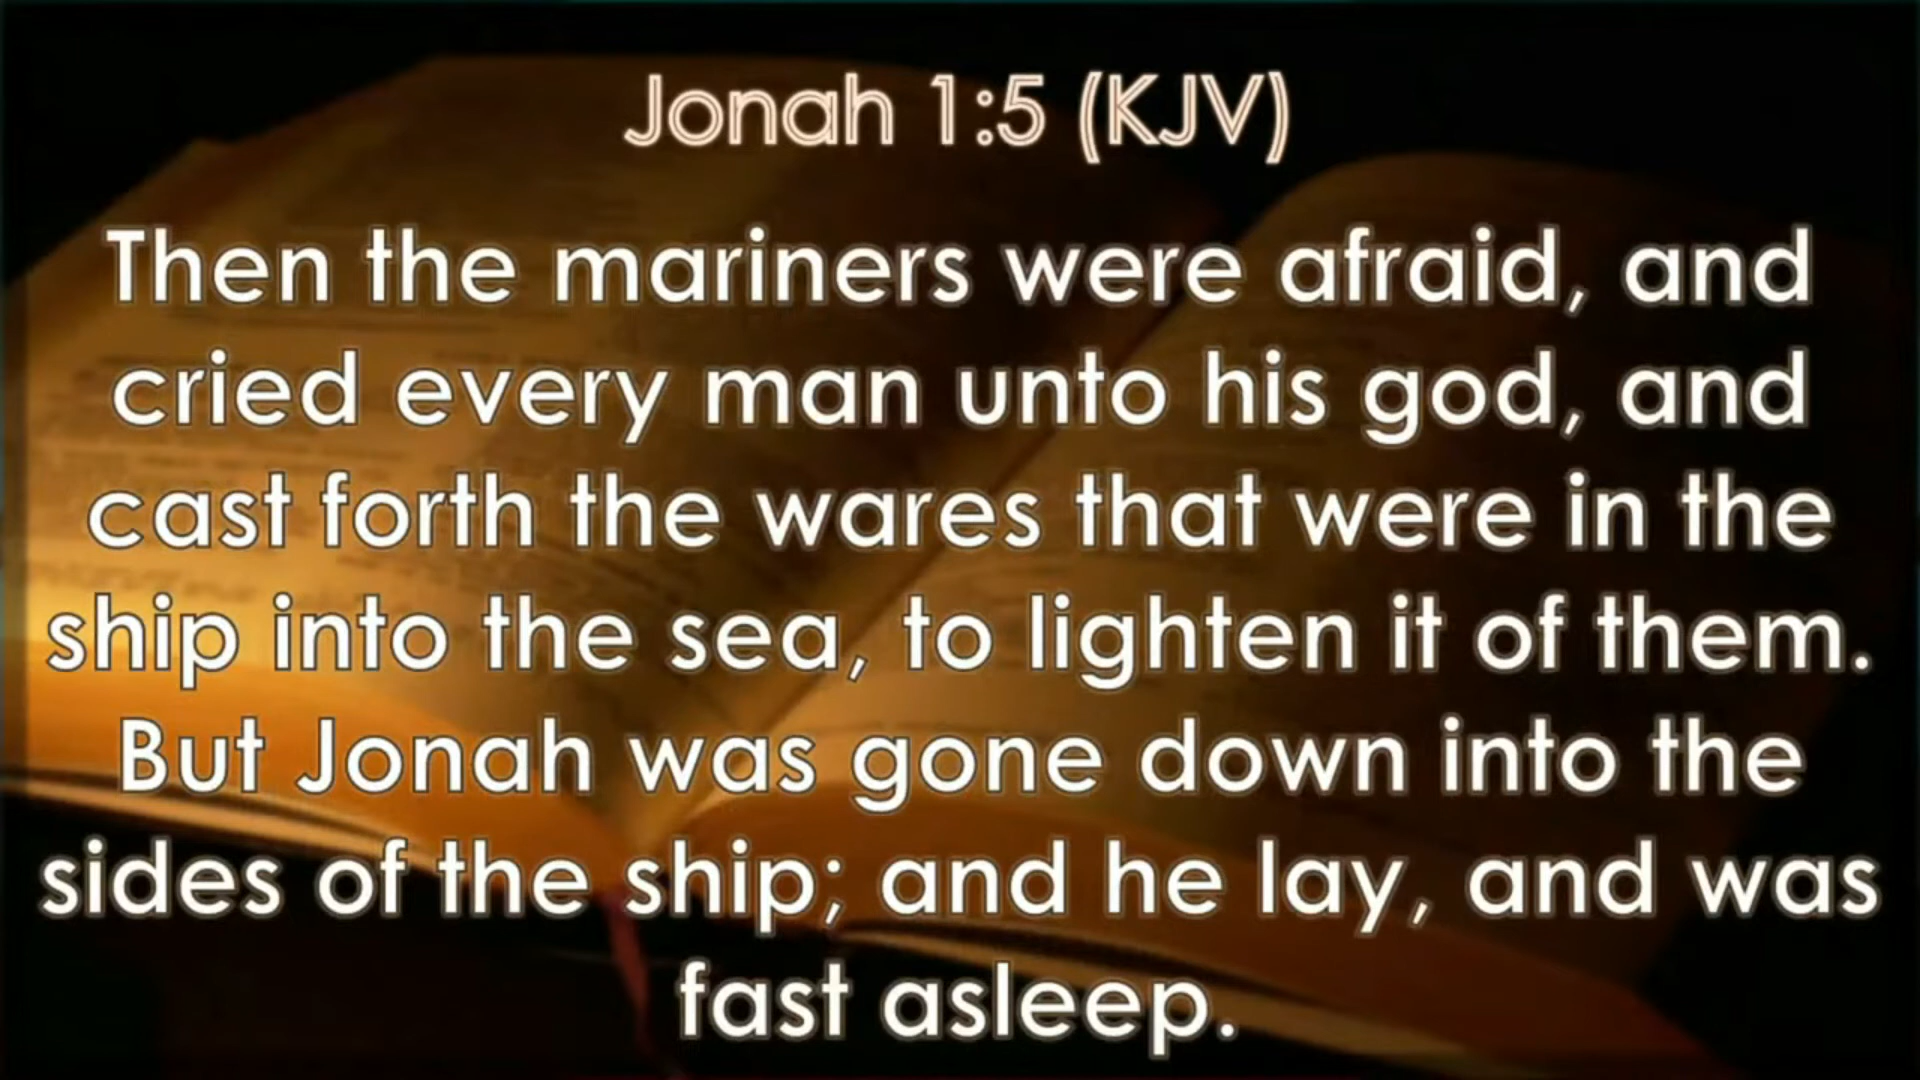 Jonah 1:5 (KJV)
Then the mariners were afraid, and
cried every man unto his god, and
cast forth the wares that were in the
ship into the sea, to lighten it of them.
But Jonah was gone down into the
sides of the ship; and he lay, and was
fast asleep.